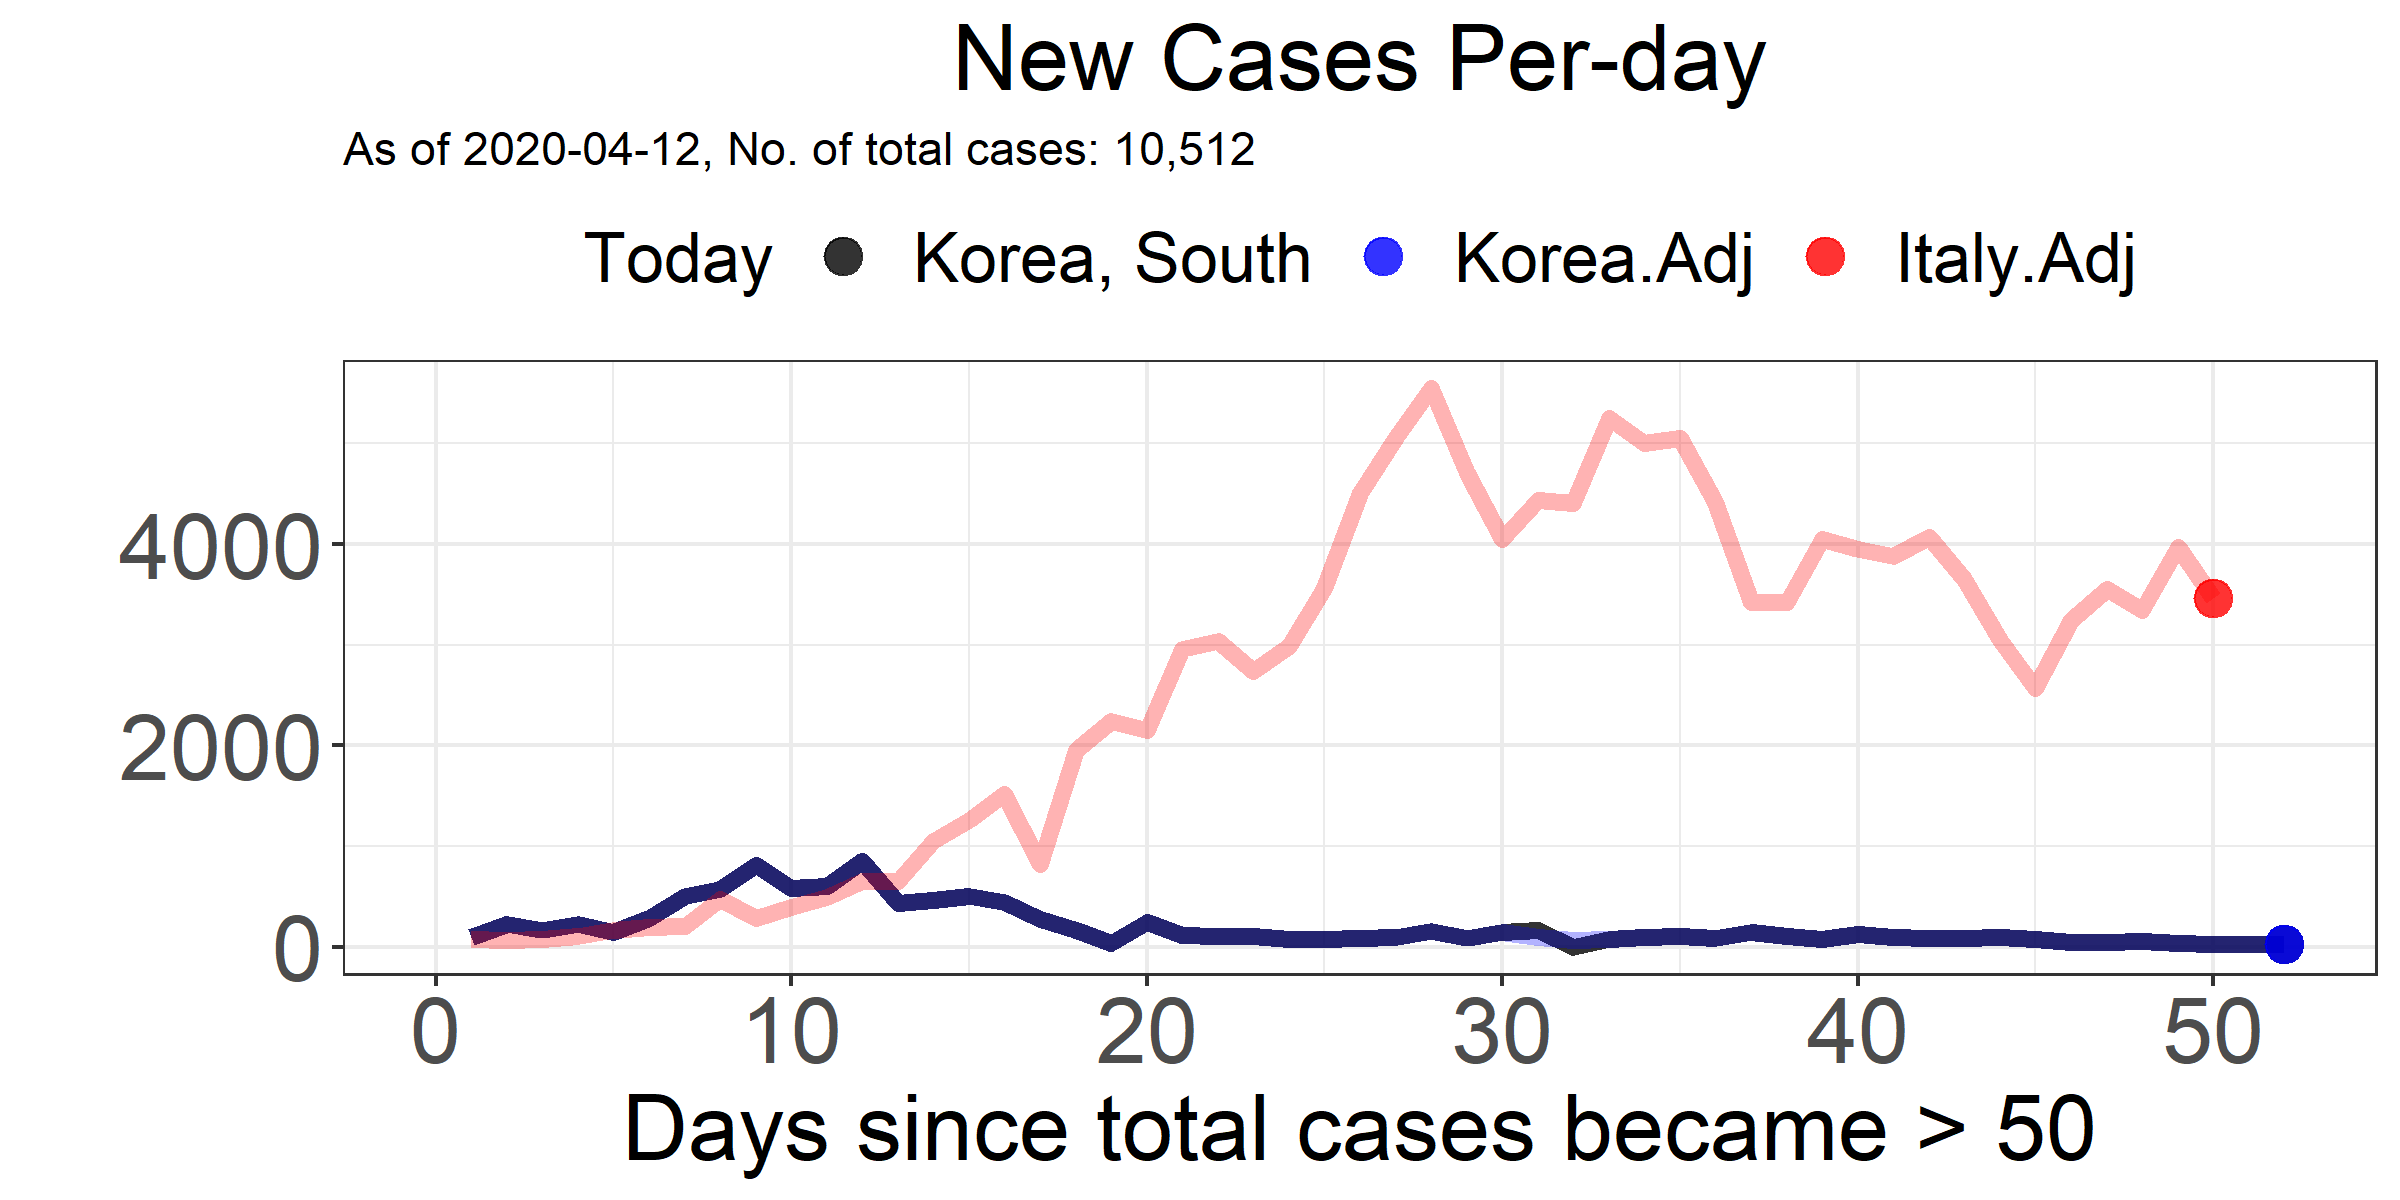 New Cases Per-day
As of 2020-04-12, No. of total cases: 10,512
Today Korea, South Korea.Adj Italy.Adj
4000
2000
0
0 10 20 30 40 50
Days since total cases became > 50